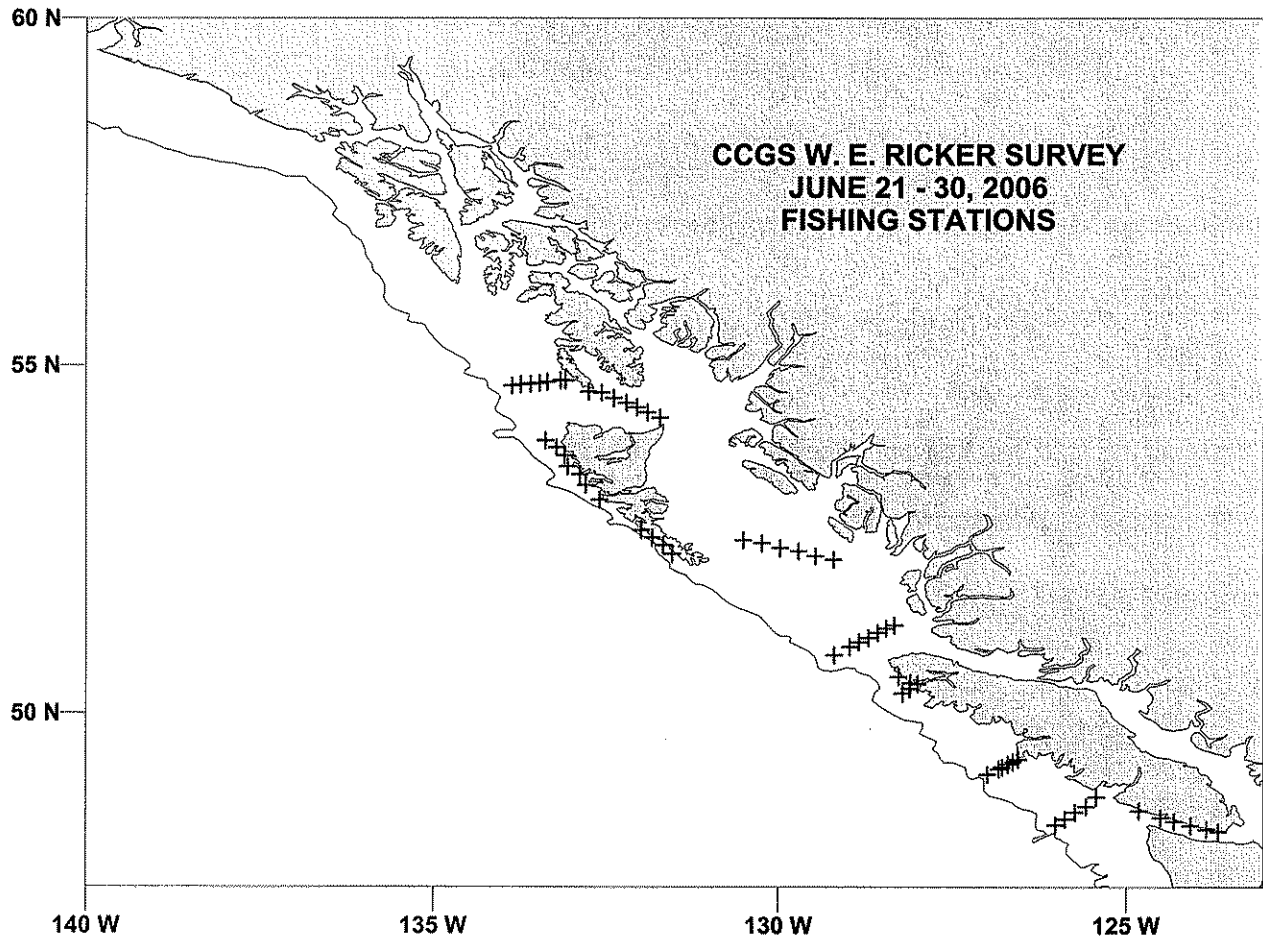 60 N
CCGS W. E. RICKER SURVEY
JUNE 21 - 30, 2006
FISHING STATIONS
55 N
50 N
140 W
135 W
130 W
125 W